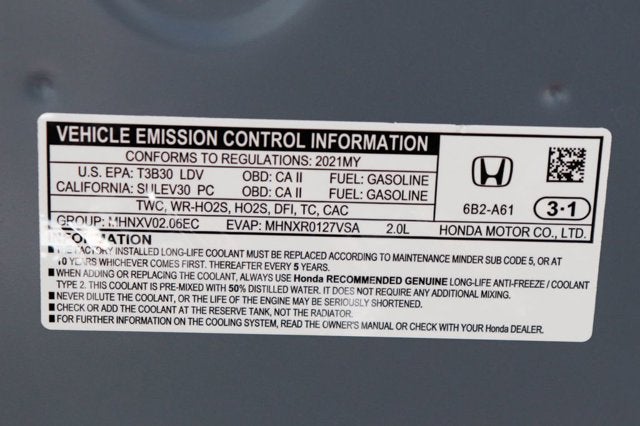 VEHICLE EMISSION CONTROL INFORMATION
CONFORMS TO REGULATIONS: 2021MY
U.S. EPA: T3B30 LDV OBD: CA II FUEL: GASOLINE
CALIFORNIA: SULEV30 PC OBD: CA II FUEL: GASOLINE
TWC, WR-HO2S, HO2S, DFI, TC, CAC
GROUP: MHNXV02.06EC EVAP: MHNXR0127VSA 2.0L
6B2-A61 3·1
HONDA MOTOR CO., LTD.
INFORMATION
■THE FACTORY INSTALLED LONG-LIFE COOLANT MUST BE REPLACED ACCORDING TO MAINTENANCE MINDER SUB CODE 5, OR AT
10 YEARS WHICHEVER COMES FIRST. THEREAFTER EVERY 5 YEARS.
■WHEN ADDING OR REPLACING THE COOLANT, ALWAYS USE Honda RECOMMENDED GENUINE LONG-LIFE ANTI-FREEZE / COOLANT
TYPE 2. THIS COOLANT IS PRE-MIXED WITH 50% DISTILLED WATER. IT DOES NOT REQUIRE ANY ADDITIONAL MIXING.
■NEVER DILUTE THE COOLANT, OR THE LIFE OF THE ENGINE MAY BE SERIOUSLY SHORTENED.
■CHECK OR ADD THE COOLANT AT THE RESERVE TANK, NOT THE RADIATOR.
■FOR FURTHER INFORMATION ON THE COOLING SYSTEM, READ THE OWNER'S MANUAL OR CHECK WITH YOUR Honda DEALER.